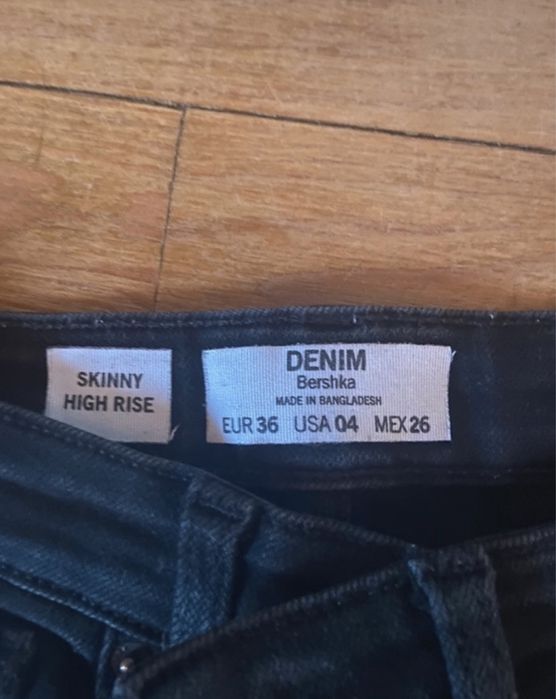 SKINNY
HIGH RISE
DENIM
Bershka
MADE IN BANGLADESH
EUR 36 USA 04 MEX 26